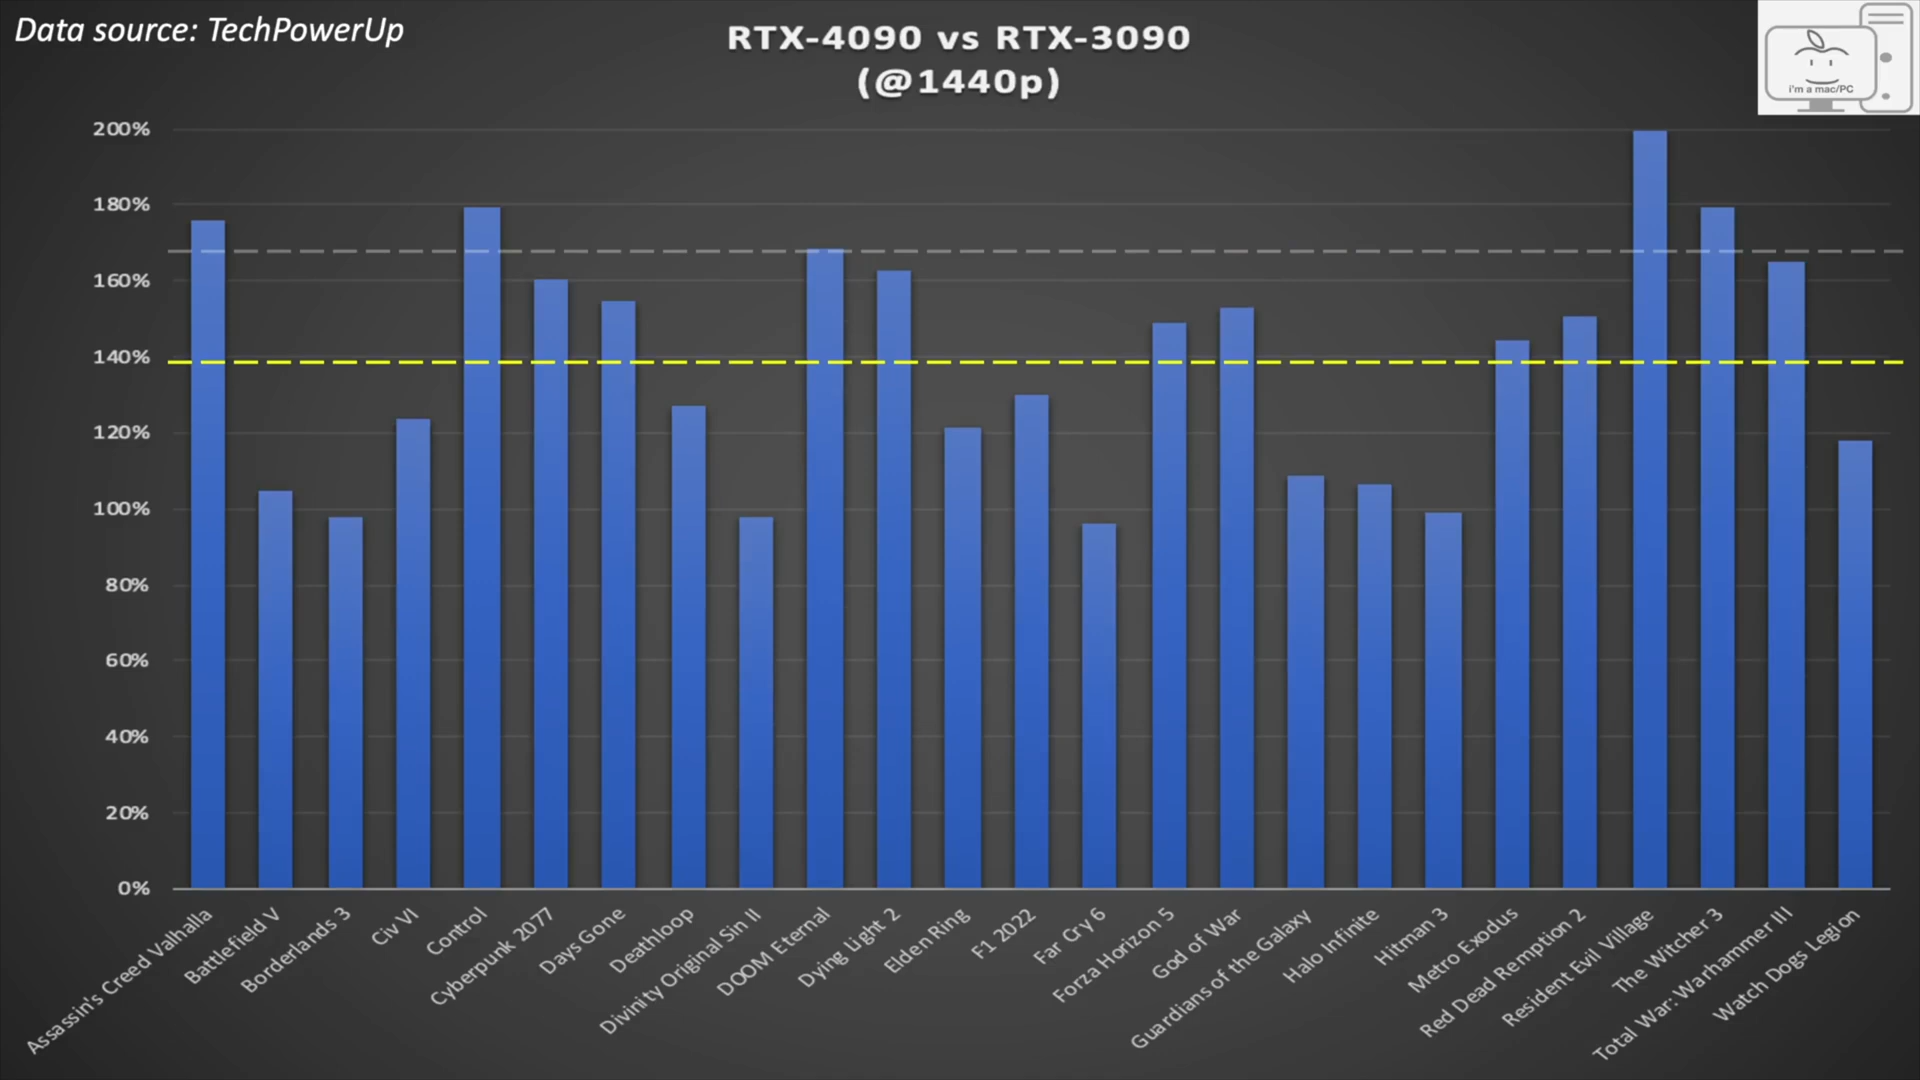 Data source: TechPowerUp
RTX-4090 vs RTX-3090
(@1440p)
i'm a mac/PC
200%
180%
160%
140%
120%
100%
80%
60%
40%
20%
0%
Assassin's Creed Valhalla
Battlefield V
Borderlands 3
Civ VI
Control
Cyberpunk 2077
Days Gone
Deathloop
Divinity Original Sin II
DOOM Eternal
Dying Light 2
Elden Ring
F1 2022
Far Cry 6
Forza Horizon 5
God of War
Guardians of the Galaxy
Halo Infinite
Hitman 3
Metro Exodus
Red Dead Remption 2
Resident Evil Village
The Witcher 3
Total War: Warhammer III
Watch Dogs Legion